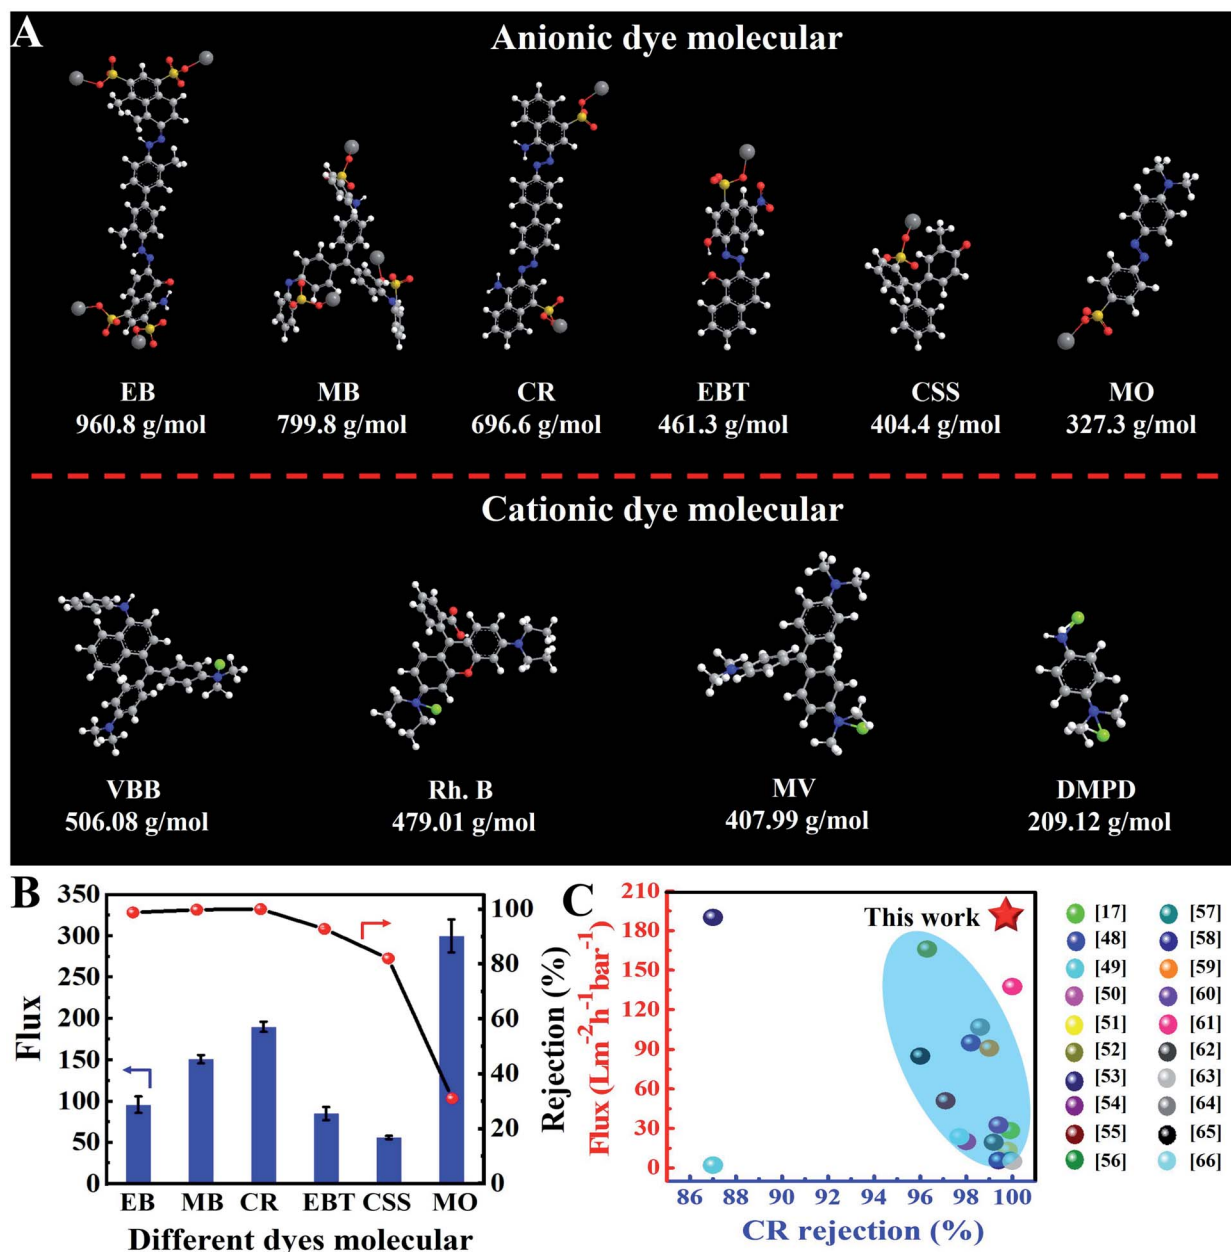 A
Anionic dye molecular
EB
960.8 g/mol
MB
799.8 g/mol
CR
696.6 g/mol
EBT
461.3 g/mol
CSS
404.4 g/mol
MO
327.3 g/mol
Cationic dye molecular
VBB
506.08 g/mol
Rh. B
479.01 g/mol
MV
407.99 g/mol
DMPD
209.12 g/mol
B
350
300
250
200
150
100
50
0
Flux
100
80
60
40
20
0
Rejection (%)
EB MB CR EBT CSS MO
Different dyes molecular
C
210
180
150
120
90
60
30
0
Flux (Lm⁻²h⁻¹bar⁻¹)
This work
86 88 90 92 94 96 98 100
CR rejection (%)
[17] [57]
[48] [58]
[49] [59]
[50] [60]
[51] [61]
[52] [62]
[53] [63]
[54] [64]
[55] [65]
[56] [66]